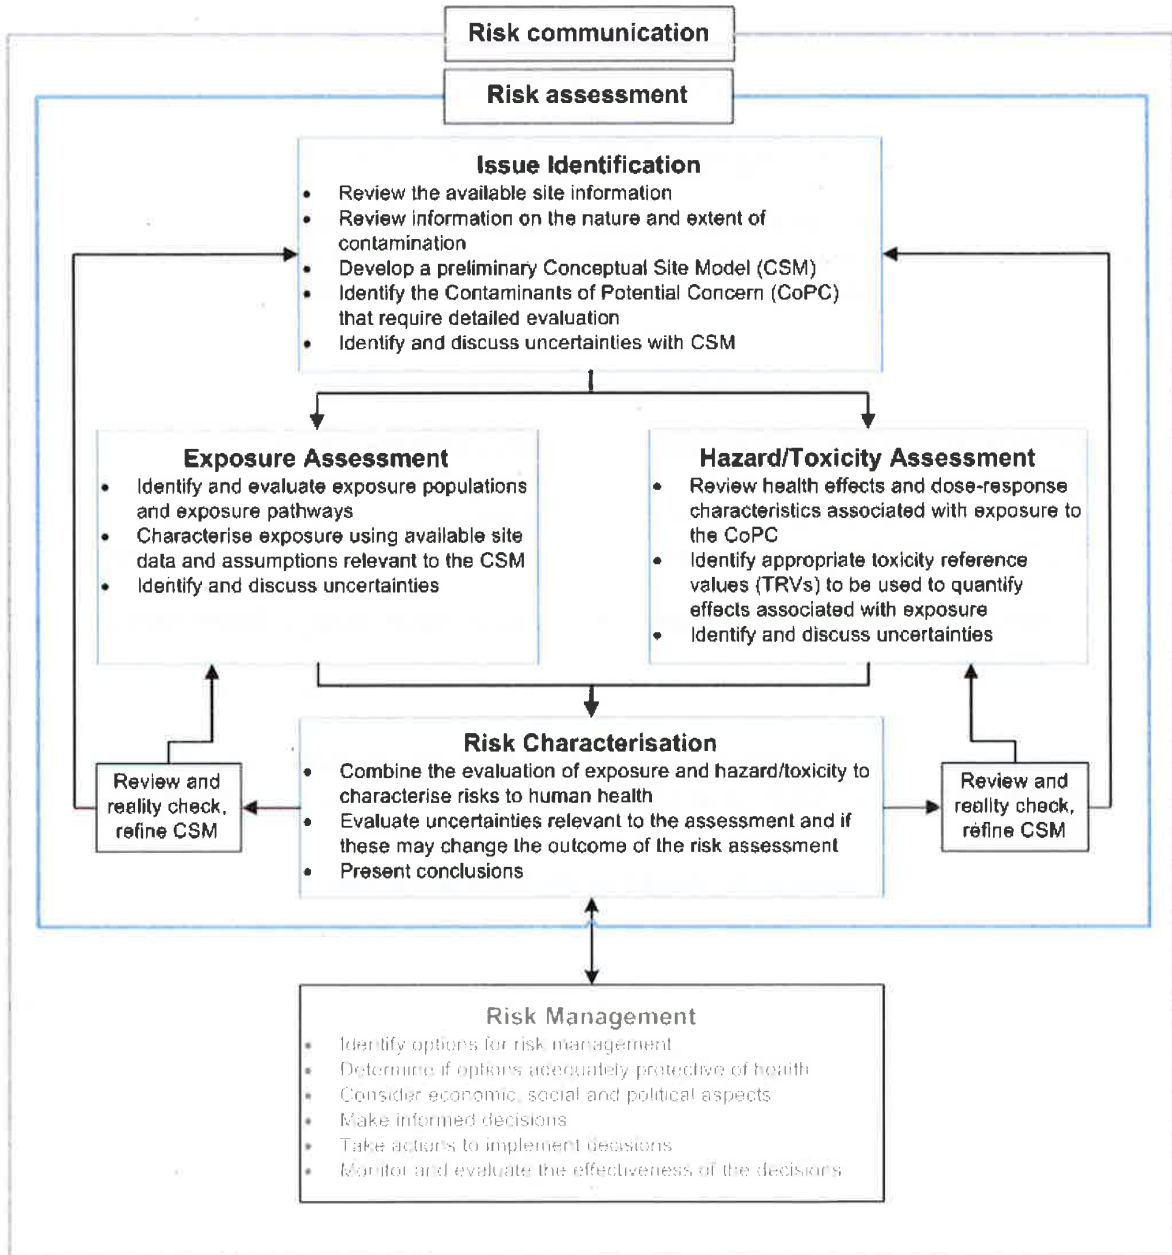 Risk communication
Risk assessment
Issue Identification
• Review the available site information
• Review information on the nature and extent of
contamination
• Develop a preliminary Conceptual Site Model (CSM)
• Identify the Contaminants of Potential Concern (CoPC)
that require detailed evaluation
• Identify and discuss uncertainties with CSM
Exposure Assessment
• Identify and evaluate exposure populations
and exposure pathways
• Characterise exposure using available site
data and assumptions relevant to the CSM
• Identify and discuss uncertainties
Hazard/Toxicity Assessment
• Review health effects and dose-response
characteristics associated with exposure to
the CoPC
• Identify appropriate toxicity reference
values (TRVs) to be used to quantify
effects associated with exposure
• Identify and discuss uncertainties
Review and
reality check,
refine CSM
Risk Characterisation
• Combine the evaluation of exposure and hazard/toxicity to
characterise risks to human health
• Evaluate uncertainties relevant to the assessment and if
these may change the outcome of the risk assessment
• Present conclusions
Review and
reality check,
refine CSM
Risk Management
• Identify options for risk management
• Determine if options adequately protective of health
• Consider economic, social and political aspects
• Make informed decisions
• Take actions to implement decisions
• Monitor and evaluate the effectiveness of the decisions